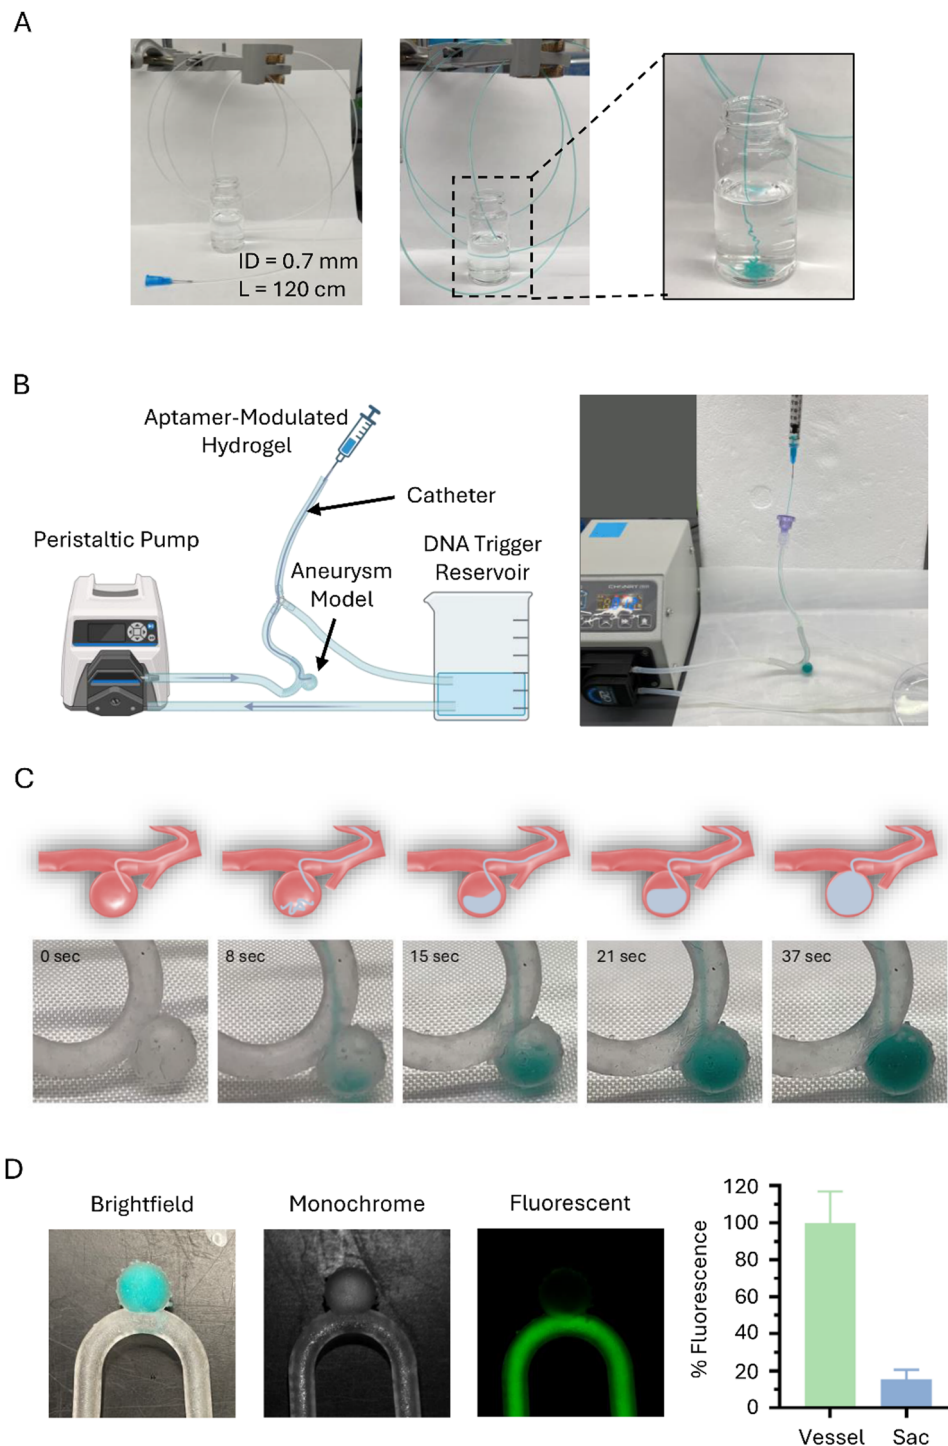 A
ID = 0.7 mm
L = 120 cm
B
Aptamer-Modulated
Hydrogel
Catheter
Peristaltic Pump
DNA Trigger
Reservoir
Aneurysm
Model
C
0 sec
8 sec
15 sec
21 sec
37 sec
D
Brightfield
Monochrome
Fluorescent
% Fluorescence
120
100
80
60
40
20
0
Vessel
Sac